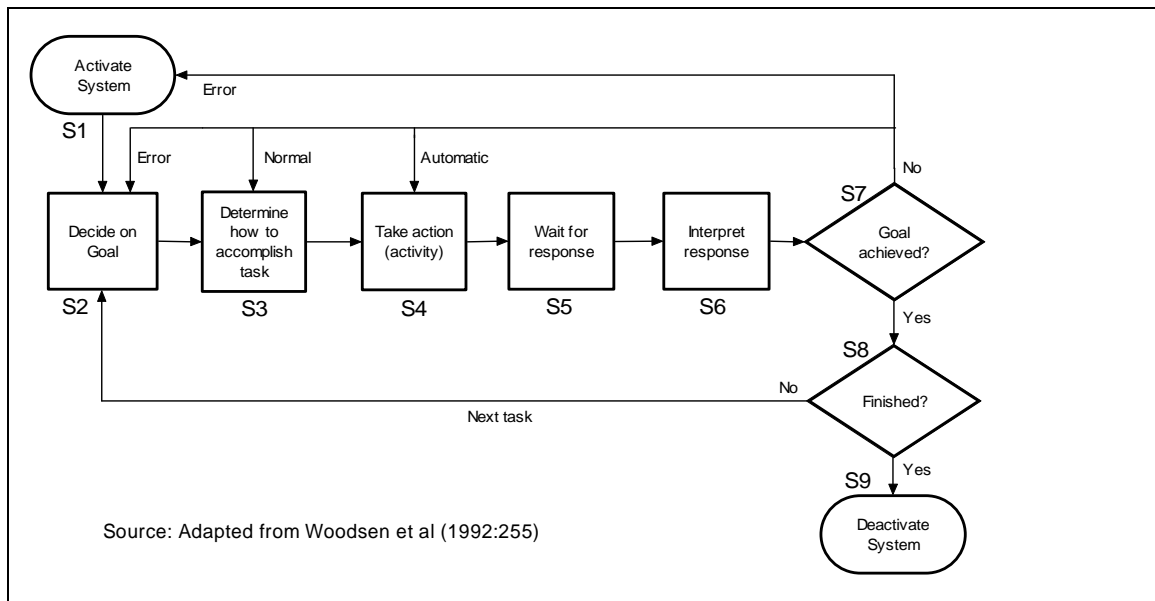 Activate
System
Error
S1
Error
Normal
Automatic
No
S7
Decide on
Goal
Determine
how to
accomplish
task
Take action
(activity)
Wait for
response
Interpret
response
Goal
achieved?
S2
S3
S4
S5
S6
Yes
S8
No
Finished?
Next task
Yes
S9
Source: Adapted from Woodsen et al (1992:255)
Deactivate
System